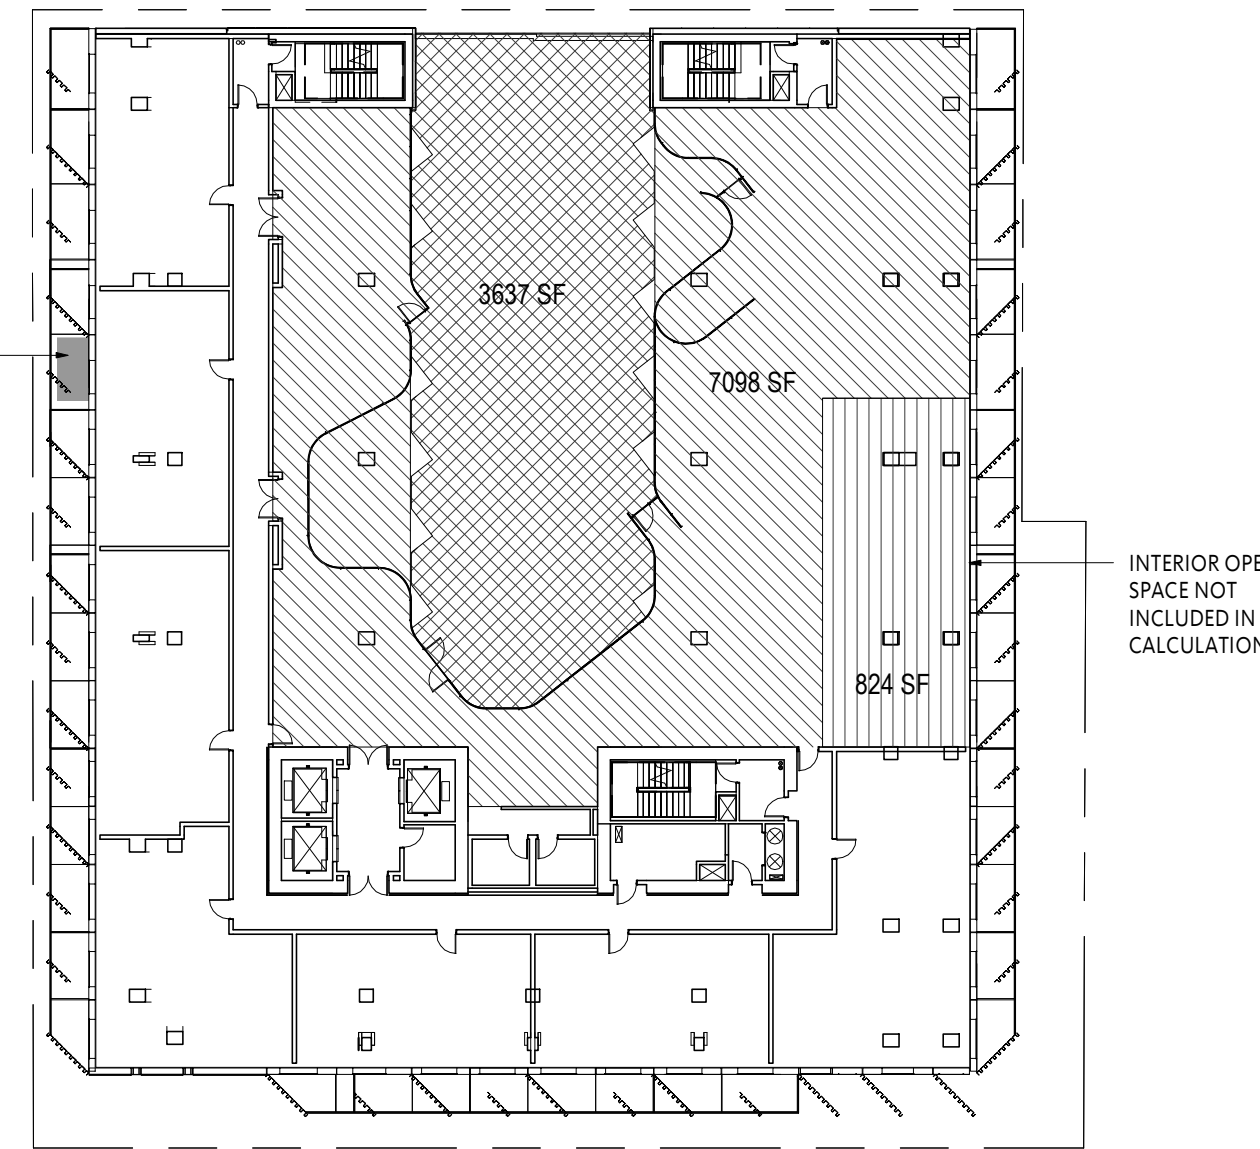 3637 SF
7098 SF
INTERIOR OPE
SPACE NOT
INCLUDED IN
CALCULATION
824 SF